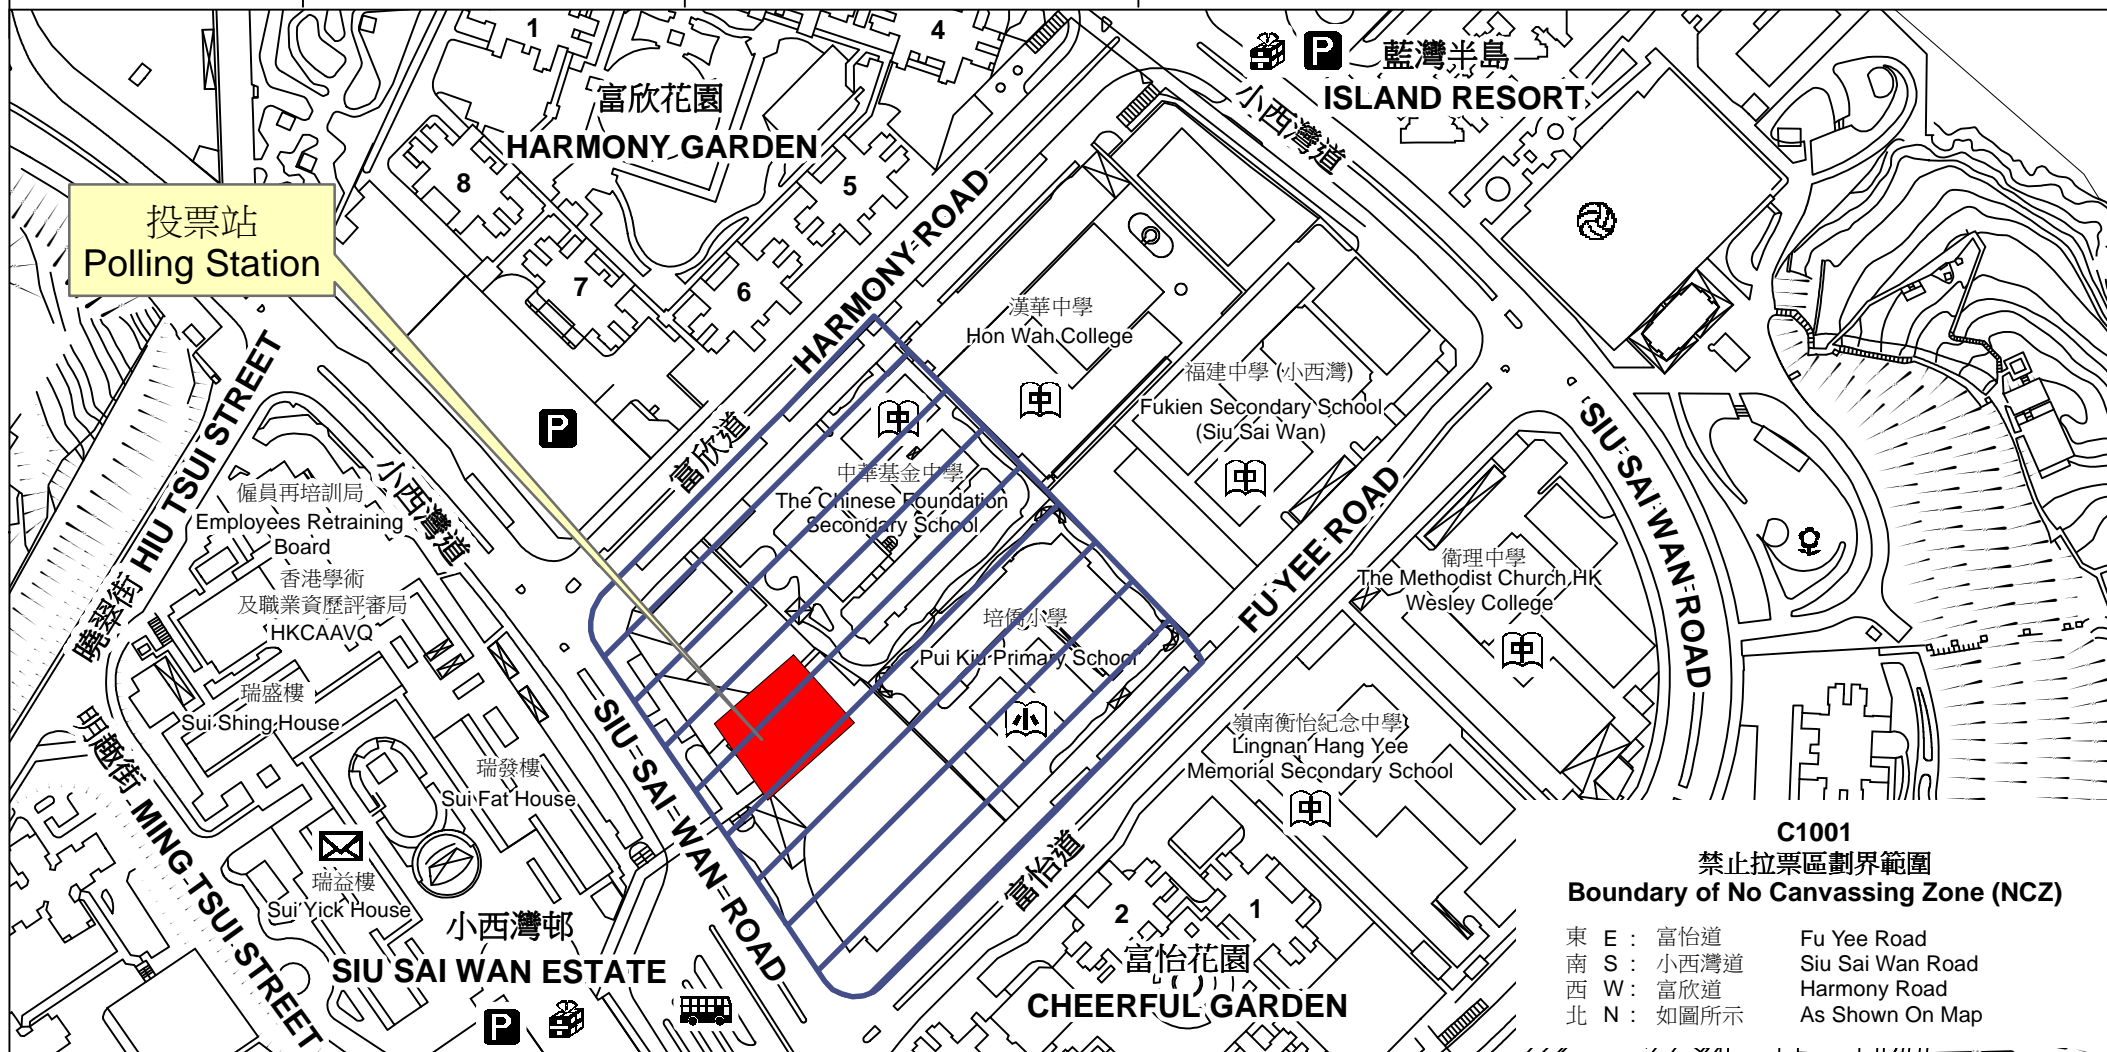 1
4
富欣花園
HARMONY GARDEN
8
7
6
5
投票站
Polling Station
P
藍灣半島
ISLAND RESORT
小西灣道
富欣道
HARMONY ROAD
漢華中學
Hon Wah College
中
福建中學 (小西灣)
Fukien Secondary School
(Siu Sai Wan)
中
P
中
中華基金中學
The Chinese Foundation
Secondary School
曉翠街 HIU TSUI STREET
小西灣道
僱員再培訓局
Employees Retraining
Board
香港學術
及職業資歷評審局
HKCAAVQ
SIU SAI WAN ROAD
FU YEE ROAD
衛理中學
The Methodist Church HK
Wesley College
中
培僑小學
Pui Kiu Primary School
小
瑞盛樓
Sui Shing House
明趣街 MING TSUI STREET
瑞發樓
Sui Fat House
瑞益樓
Sui Yick House
SIU SAI WAN ROAD
嶺南衡怡紀念中學
Lingnan Hang Yee
Memorial Secondary School
中
富怡道
小西灣邨
SIU SAI WAN ESTATE
P
2
1
富怡花園
CHEERFUL GARDEN
C1001
禁止拉票區劃界範圍
Boundary of No Canvassing Zone (NCZ)
東 E : 富怡道 Fu Yee Road
南 S : 小西灣道 Siu Sai Wan Road
西 W : 富欣道 Harmony Road
北 N : 如圖所示 As Shown On Map